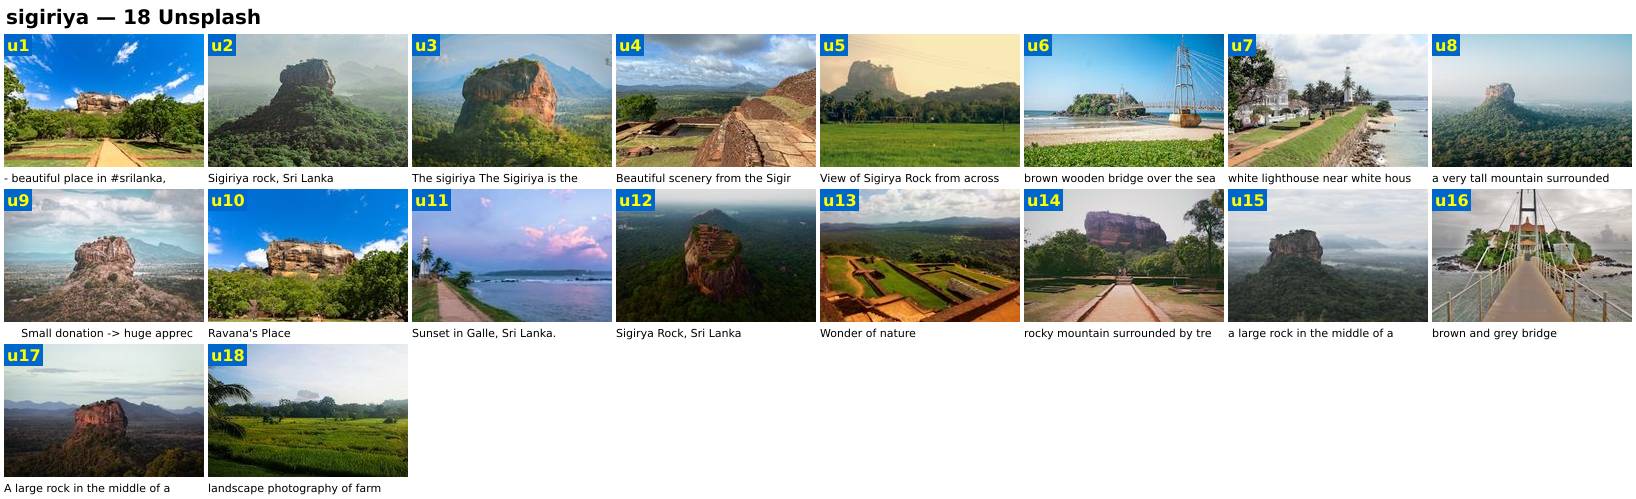 sigiriya — 18 Unsplash
u1
u2
u3
u4
u5
u6
u7
u8
- beautiful place in #srilanka,
Sigiriya rock, Sri Lanka
The sigiriya The Sigiriya is the
Beautiful scenery from the Sigir
View of Sigirya Rock from across
brown wooden bridge over the sea
white lighthouse near white hous
a very tall mountain surrounded
u9
u10
u11
u12
u13
u14
u15
u16
Small donation -> huge apprec
Ravana's Place
Sunset in Galle, Sri Lanka.
Sigirya Rock, Sri Lanka
Wonder of nature
rocky mountain surrounded by tre
a large rock in the middle of a
brown and grey bridge
u17
u18
A large rock in the middle of a
landscape photography of farm